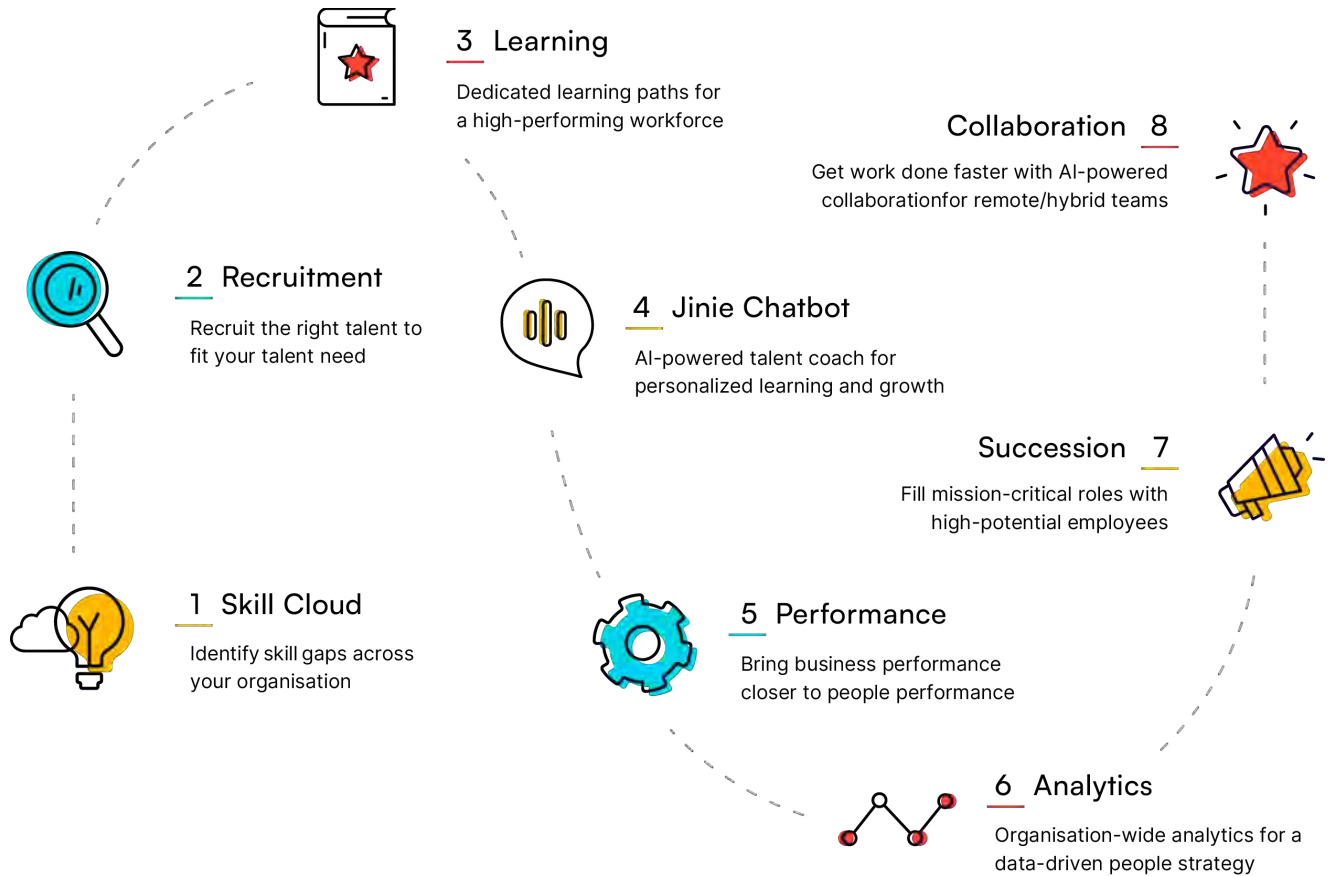 1 Skill Cloud
Identify skill gaps across
your organisation
2 Recruitment
Recruit the right talent to
fit your talent need
3 Learning
Dedicated learning paths for
a high-performing workforce
4 Jinie Chatbot
AI-powered talent coach for
personalized learning and growth
5 Performance
Bring business performance
closer to people performance
6 Analytics
Organisation-wide analytics for a
data-driven people strategy
Succession 7
Fill mission-critical roles with
high-potential employees
Collaboration 8
Get work done faster with AI-powered
collaborationfor remote/hybrid teams